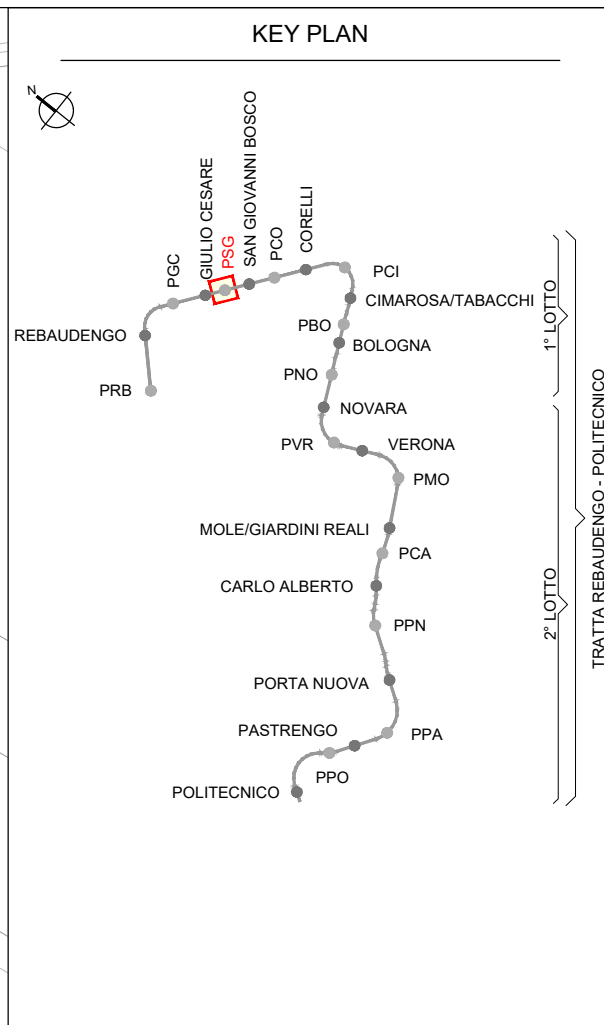 KEY PLAN
N
PGC
GIULIO CESARE
PSG
SAN GIOVANNI BOSCO
PCO
CORELLI
PCI
CIMAROSA/TABACCHI
REBAUDENGO
PBO
BOLOGNA
PRB
PNO
NOVARA
PVR
VERONA
PMO
MOLE/GIARDINI REALI
PCA
CARLO ALBERTO
PPN
PORTA NUOVA
PASTRENGO
PPA
PPO
POLITECNICO
1° LOTTO
2° LOTTO
TRATTA REBAUDENGO - POLITECNICO